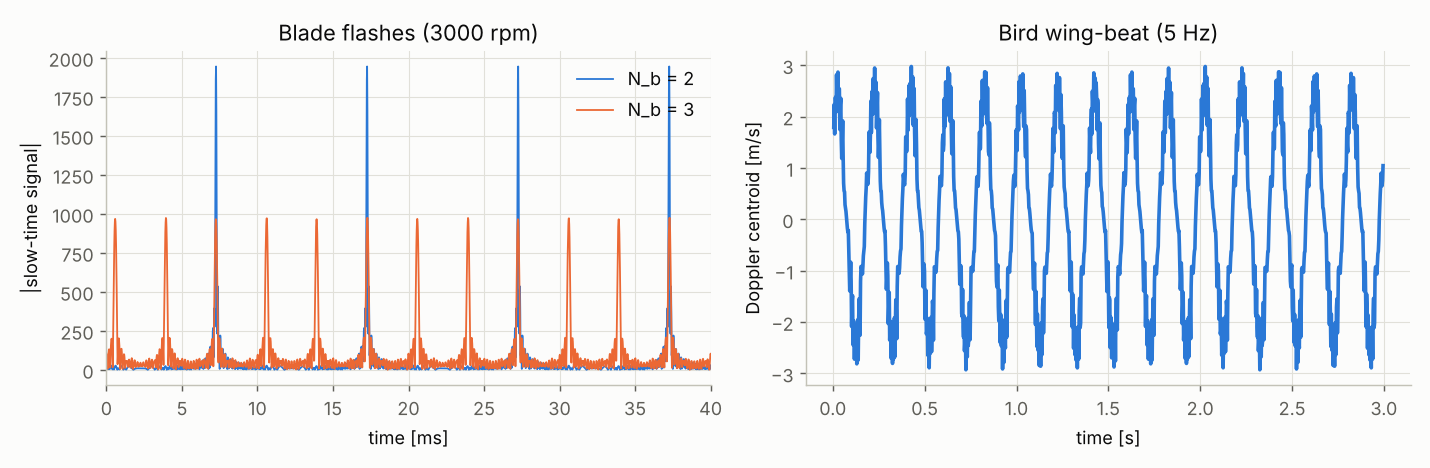 Blade flashes (3000 rpm)
|slow-time signal|
2000
1750
1500
1250
1000
750
500
250
0
N_b = 2
N_b = 3
0 5 10 15 20 25 30 35 40
time [ms]
Bird wing-beat (5 Hz)
Doppler centroid [m/s]
3
2
1
0
−1
−2
−3
0.0 0.5 1.0 1.5 2.0 2.5 3.0
time [s]